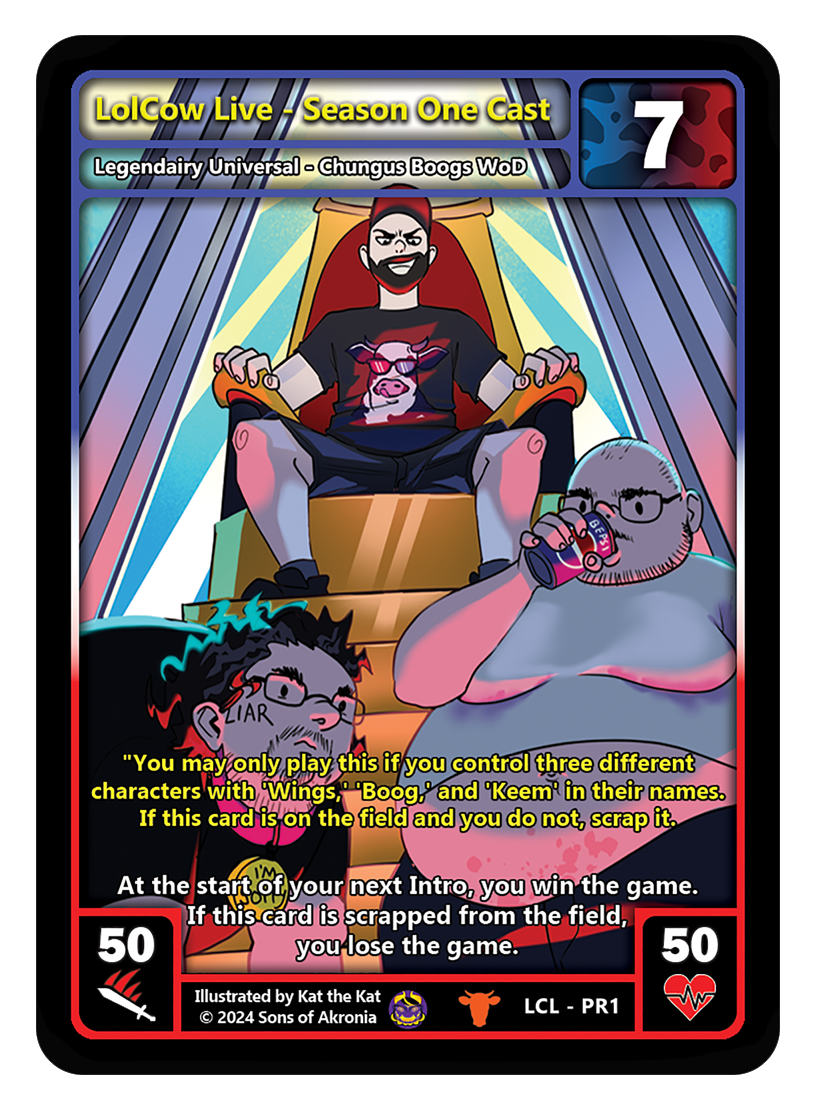 LolCow Live - Season One Cast
7
Legendairy Universal - Chungus Boogs WoD
BEPSI
LIAR
"You may only play this if you control three different
characters with 'Wings,' 'Boog,' and 'Keem' in their names.
If this card is on the field and you do not, scrap it.
I'M
At the start of your next Intro, you win the game.
If this card is scrapped from the field,
you lose the game.
50
50
Illustrated by Kat the Kat
© 2024 Sons of Akronia
LCL - PR1